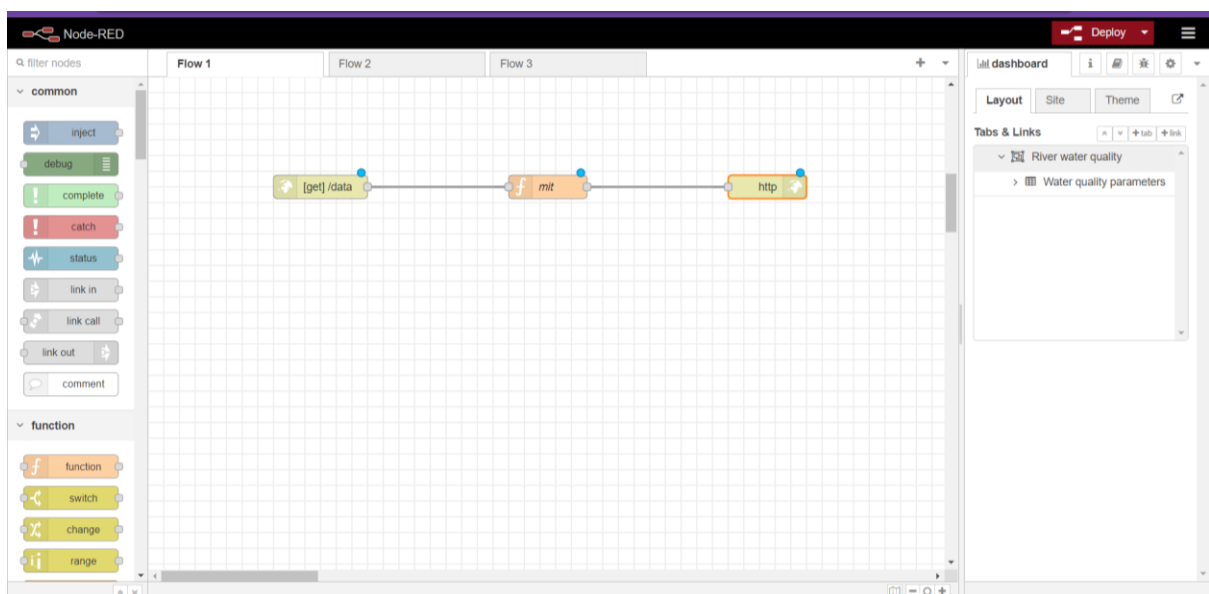 Node-RED
Deploy
filter nodes
Flow 1
Flow 2
Flow 3
dashboard
i
common
inject
debug
complete
catch
status
link in
link call
link out
comment
function
f function
switch
change
range
[get] /data
f mit
http
Layout
Site
Theme
Tabs & Links
+tab
+link
River water quality
Water quality parameters